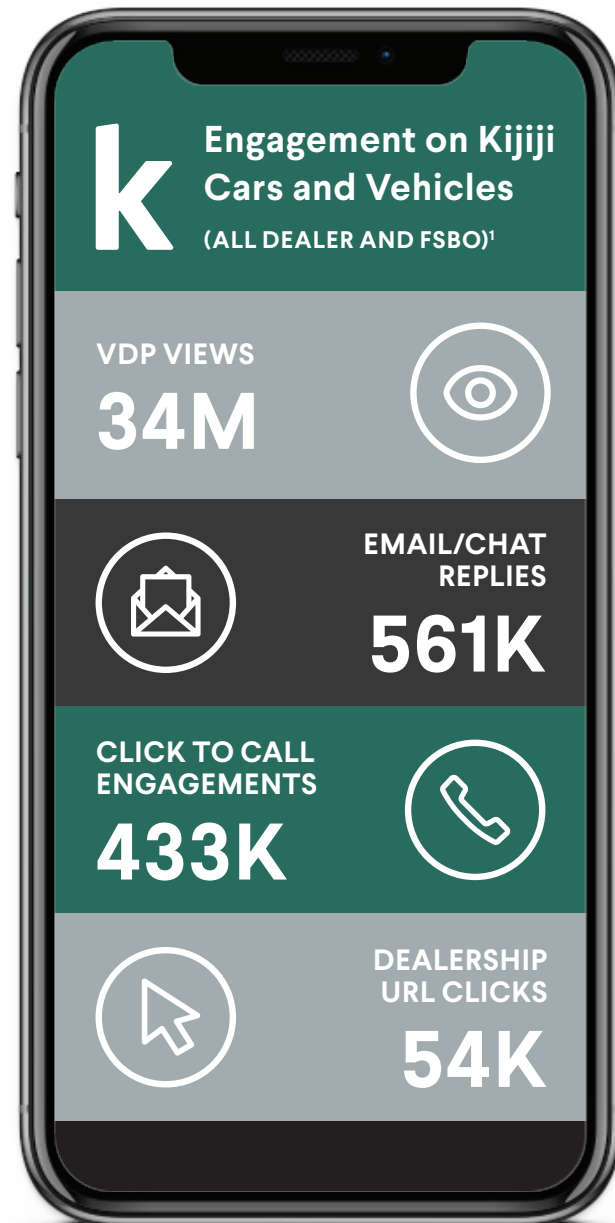 k
Engagement on Kijiji
Cars and Vehicles
(ALL DEALER AND FSBO)¹
VDP VIEWS
34M
EMAIL/CHAT
REPLIES
561K
CLICK TO CALL
ENGAGEMENTS
433K
DEALERSHIP
URL CLICKS
54K